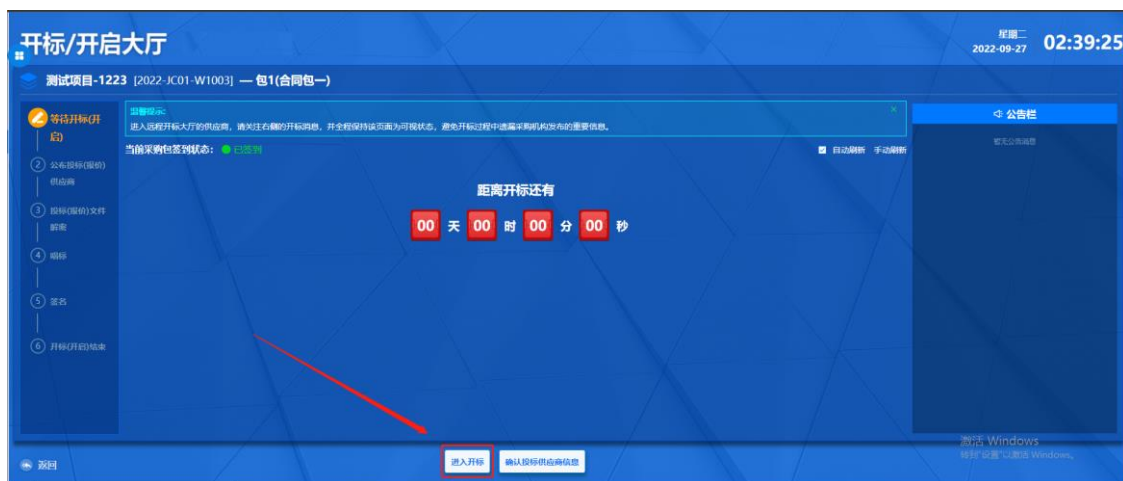 开标/开启大厅
星期二
2022-09-27 02:39:25
测试项目-1223 [2022-JC01-W1003] — 包1(合同包一)
等待开标(开启)
2 公布投标(报价)供应商
3 投标(报价)文件解密
4 唱标
5 签名
6 开标(开启)结束
温馨提示:
进入远程开标大厅的供应商，请关注右侧的开标消息，并全程保持该页面为可视状态，避免开标过程中遗漏采购机构发布的重要信息。
×
当前采购包签到状态： 已签到
自动刷新 手动刷新
距离开标还有
00 天 00 时 00 分 00 秒
公告栏
暂无公告消息
返回
进入开标 确认投标供应商信息
激活 Windows
转到"设置"以激活 Windows。